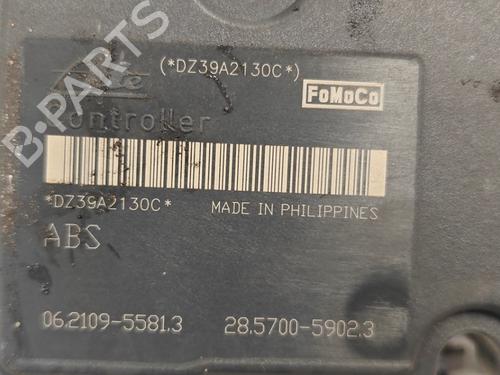 (*DZ39A2130C*)
FoMoCo
B-PARTS
Controller
*DZ39A2130C* MADE IN PHILIPPINES
ABS
06.2109-5581.3 28.5700-5902.3